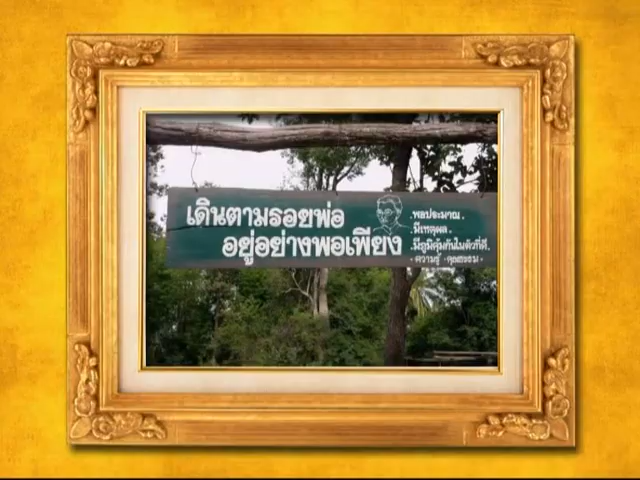 เดินตามรอยพ่อ
อยู่อย่างพอเพียง
.พอประมาณ.
.มีเหตุผล.
.มีภูมิคุ้มกันในตัวที่ดี.
.ความรู้ -คุณธรรม.